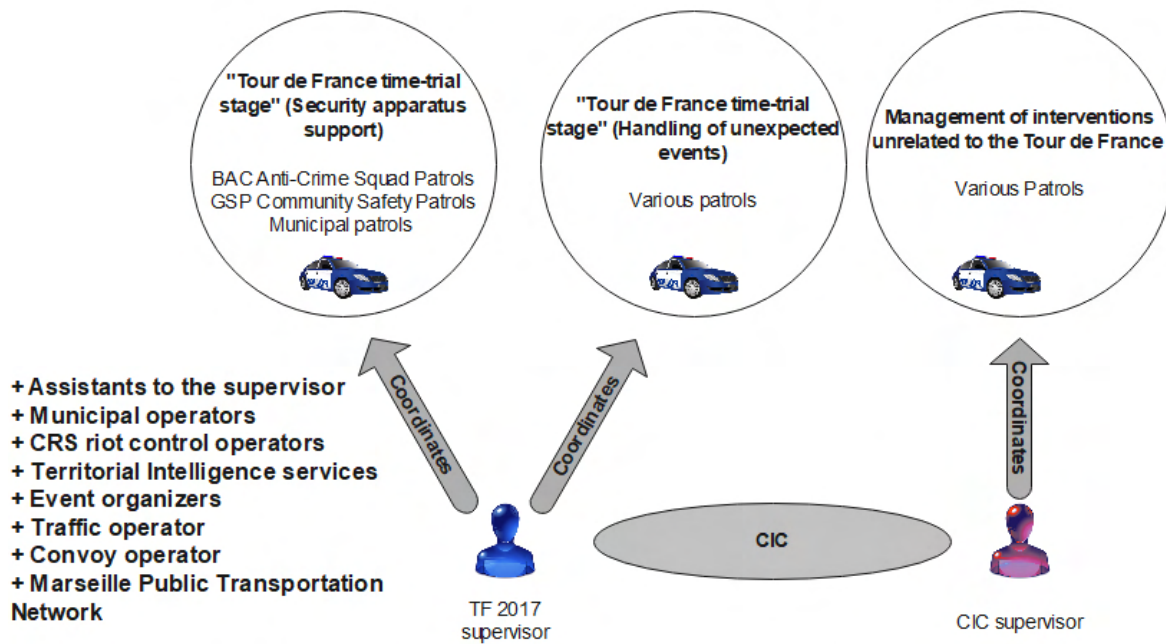 "Tour de France time-trial
stage" (Security apparatus
support)
BAC Anti-Crime Squad Patrols
GSP Community Safety Patrols
Municipal patrols
"Tour de France time-trial
stage" (Handling of unexpected
events)
Various patrols
Management of interventions
unrelated to the Tour de France
Various Patrols
Coordinates
Coordinates
Coordinates
+ Assistants to the supervisor
+ Municipal operators
+ CRS riot control operators
+ Territorial Intelligence services
+ Event organizers
+ Traffic operator
+ Convoy operator
+ Marseille Public Transportation
Network
CIC
TF 2017
supervisor
CIC supervisor